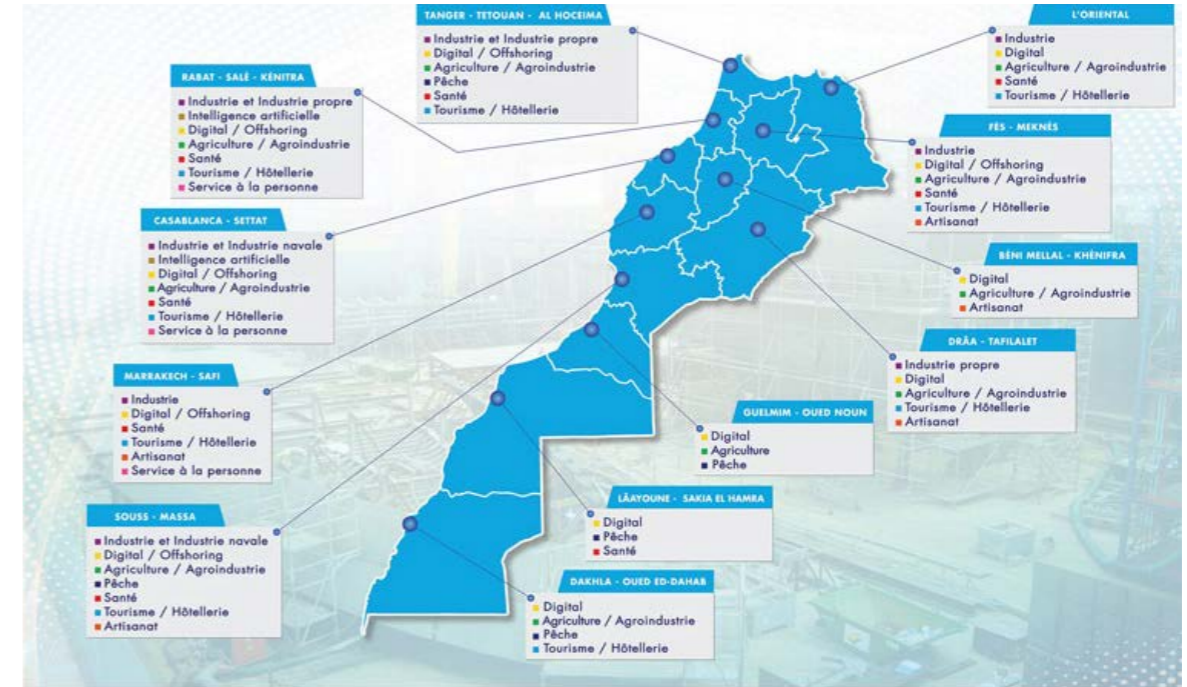 TANGER - TETOUAN - AL HOCEIMA
Industrie et Industrie propre
Digital / Offshoring
Agriculture / Agroindustrie
Pêche
Santé
Tourisme / Hôtellerie
L'ORIENTAL
Industrie
Digital
Agriculture / Agroindustrie
Santé
Tourisme / Hôtellerie
RABAT - SALÉ - KÉNITRA
Industrie et Industrie propre
Intelligence artificielle
Digital / Offshoring
Agriculture / Agroindustrie
Santé
Tourisme / Hôtellerie
Service à la personne
FÈS - MEKNÈS
Industrie
Digital / Offshoring
Agriculture / Agroindustrie
Santé
Tourisme / Hôtellerie
Artisanat
CASABLANCA - SETTAT
Industrie et Industrie navale
Intelligence artificielle
Digital / Offshoring
Agriculture / Agroindustrie
Santé
Tourisme / Hôtellerie
Service à la personne
BÉNI MELLAL - KHÉNIFRA
Digital
Agriculture / Agroindustrie
Artisanat
DRÂA - TAFILALET
Industrie propre
Digital
Agriculture / Agroindustrie
Tourisme / Hôtellerie
Artisanat
MARRAKECH - SAFI
Industrie
Digital / Offshoring
Santé
Tourisme / Hôtellerie
Artisanat
Service à la personne
GUELMIM - OUED NOUN
Digital
Agriculture
Pêche
LÂAYOUNE - SAKIA EL HAMRA
Digital
Pêche
Santé
SOUSS - MASSA
Industrie et Industrie navale
Digital / Offshoring
Agriculture / Agroindustrie
Pêche
Santé
Tourisme / Hôtellerie
Artisanat
DAKHLA - OUED ED-DAHAB
Digital
Agriculture / Agroindustrie
Pêche
Tourisme / Hôtellerie